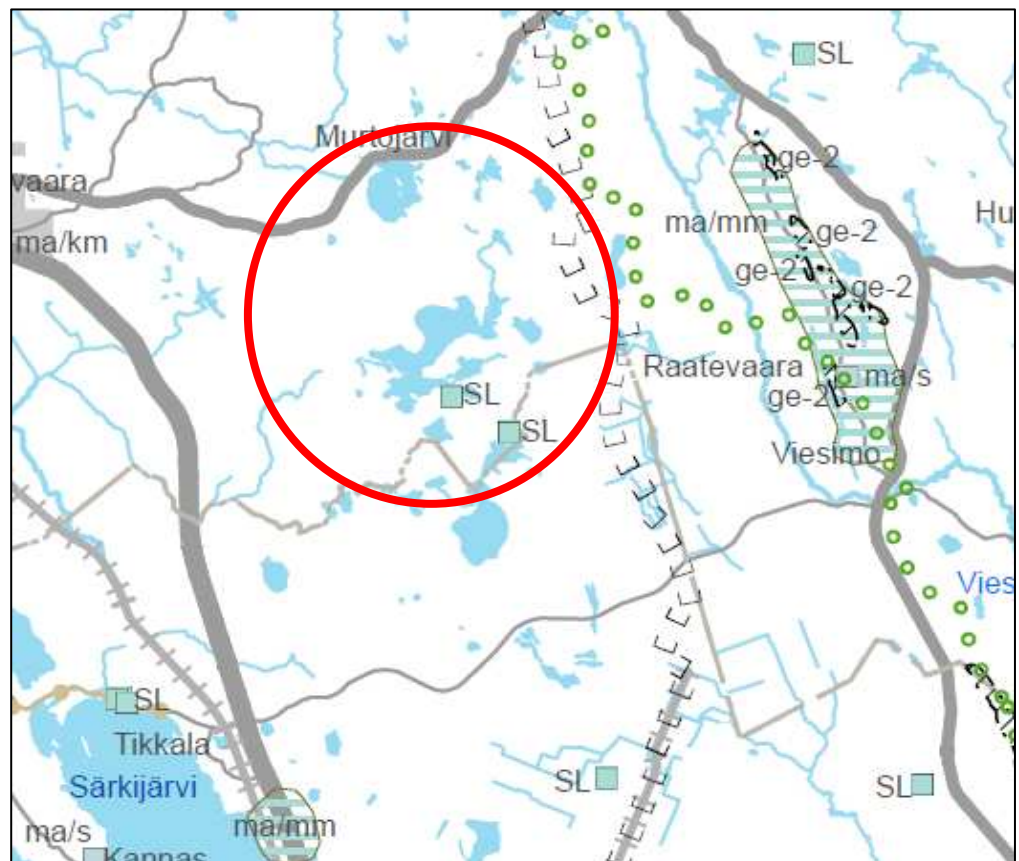 SL
Murtojärvi
ge-2
vaara
ma/mm
Hu
ma/km
ge-2
ge-2
ge-2
Raatevaara
ma/s
SL
ge-2
SL
Viesimo
Vies
SL
Tikkala
SL
Särkijärvi
SL
ma/s
ma/mm
Kannas